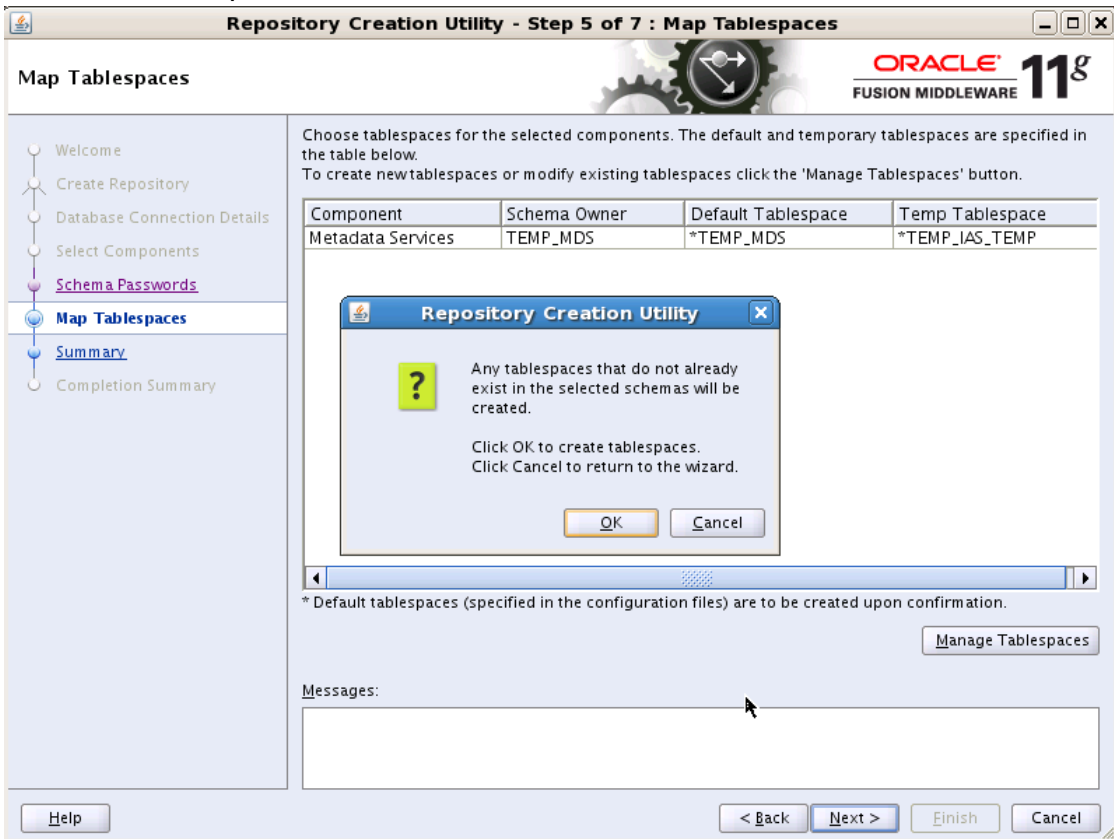 Repository Creation Utility - Step 5 of 7 : Map Tablespaces
Map Tablespaces
ORACLE
FUSION MIDDLEWARE
11g
Welcome
Create Repository
Database Connection Details
Select Components
Schema Passwords
Map Tablespaces
Summary
Completion Summary
Choose tablespaces for the selected components. The default and temporary tablespaces are specified in
the table below.
To create new tablespaces or modify existing tablespaces click the 'Manage Tablespaces' button.
Component Schema Owner Default Tablespace Temp Tablespace
Metadata Services TEMP_MDS *TEMP_MDS *TEMP_IAS_TEMP
Repository Creation Utility
?
Any tablespaces that do not already
exist in the selected schemas will be
created.
Click OK to create tablespaces.
Click Cancel to return to the wizard.
OK Cancel
* Default tablespaces (specified in the configuration files) are to be created upon confirmation.
Manage Tablespaces
Messages:
Help < Back Next > Finish Cancel